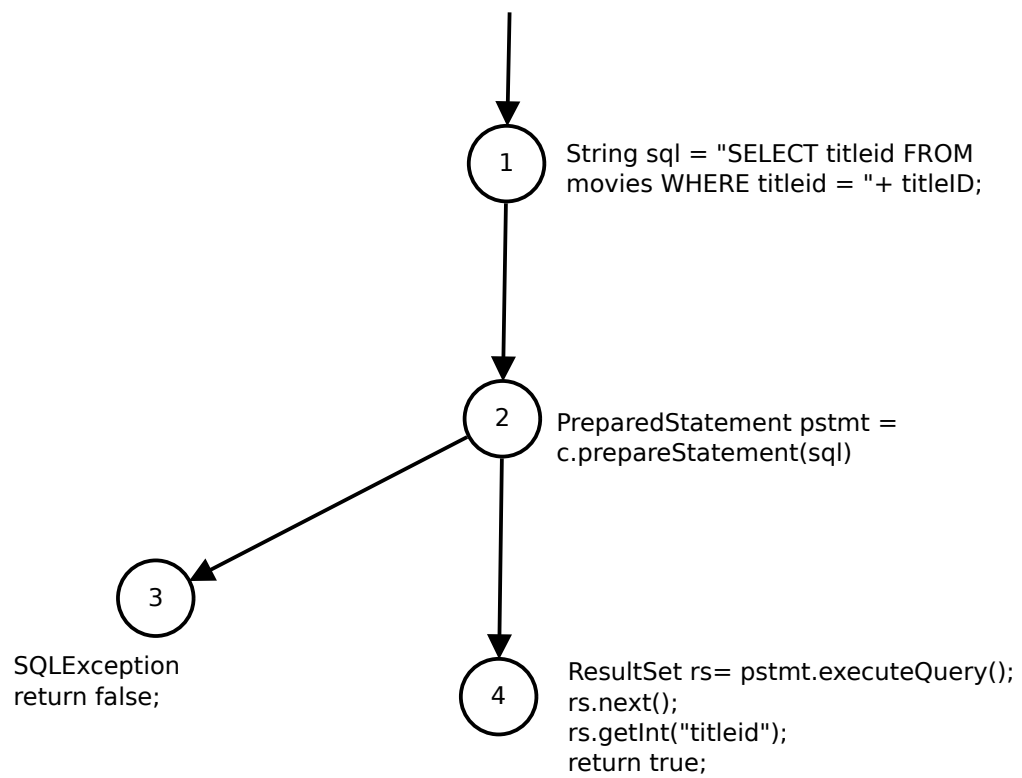 1
String sql = "SELECT titleid FROM
movies WHERE titleid = "+ titleID;
2
PreparedStatement pstmt =
c.prepareStatement(sql)
3
SQLException
return false;
4
ResultSet rs= pstmt.executeQuery();
rs.next();
rs.getInt("titleid");
return true;